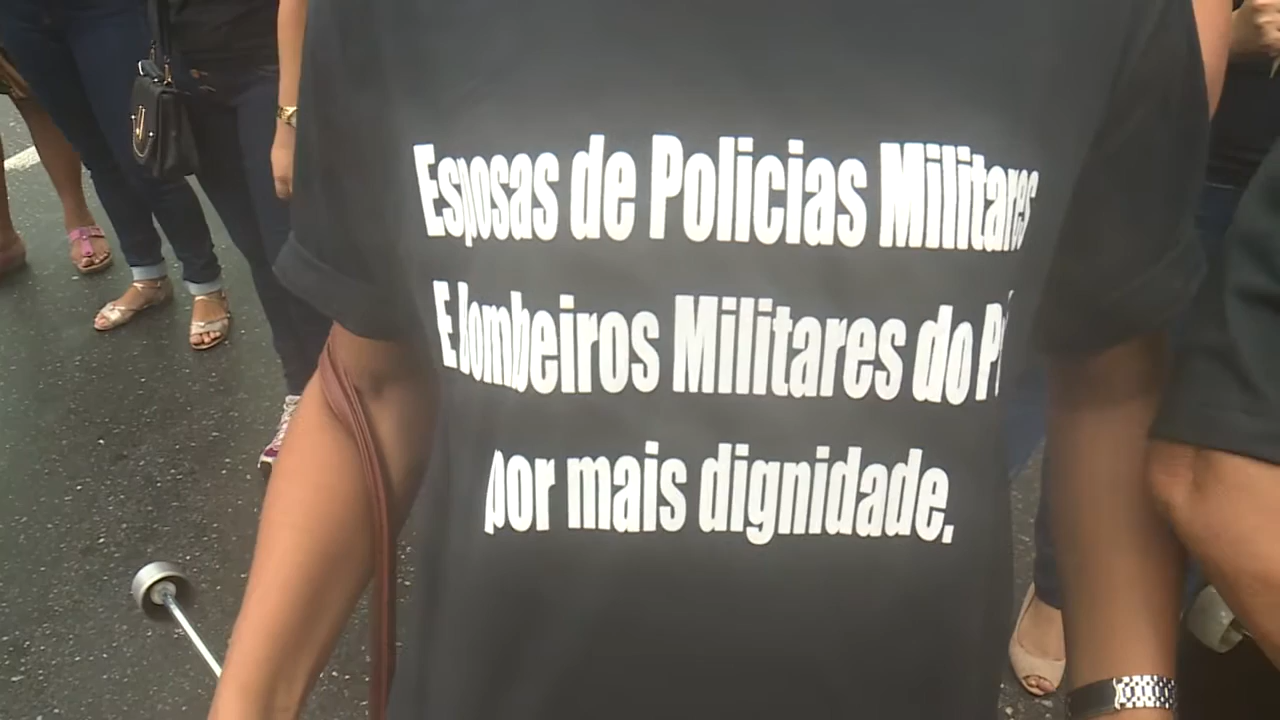 Esposas de Policias Militares
E bombeiros Militares do
por mais dignidade.